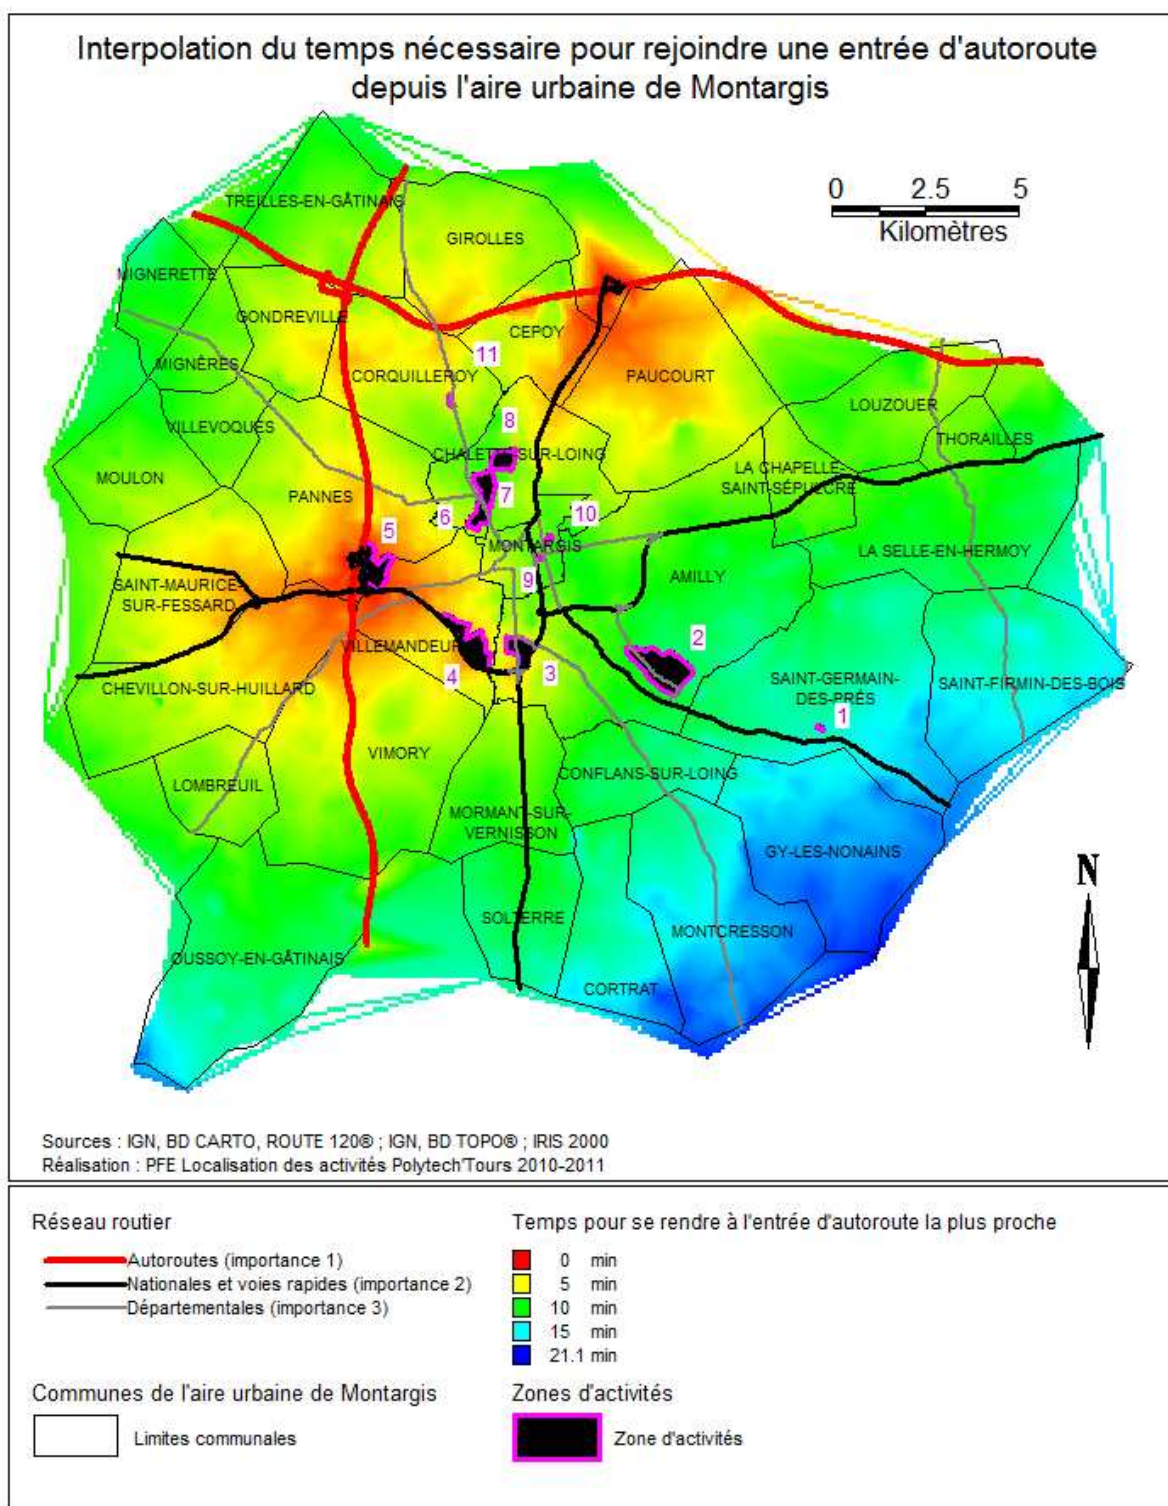 Interpolation du temps nécessaire pour rejoindre une entrée d'autoroute
depuis l'aire urbaine de Montargis
0 2.5 5
Kilomètres
TREILLES-EN-GÂTINAIS
GIROLLES
MIGNERETTE
GONDREVILLE
CEPOY
MIGNÈRES
11
CORQUILLEROY
PAUCOURT
LOUZOUER
VILLEVOQUES
8
THORAILLES
CHALETTE-SUR-LOING
LA CHAPELLE-
SAINT-SÉPULCRE
MOULON
PANNES
7
6
10
5
MONTARGIS
LA SELLE-EN-HERMOY
9
AMILLY
SAINT-MAURICE-
SUR-FESSARD
VILLEMANDEUR
2
4
3
CHEVILLON-SUR-HUILLARD
SAINT-GERMAIN-
DES-PRÉS
SAINT-FIRMIN-DES-BOIS
1
VIMORY
LOMBREUIL
CONFLANS-SUR-LOING
MORMANT-SUR-
VERNISSON
GY-LES-NONAINS
N
SOLTERRE
MONTCRESSON
OUSSOY-EN-GÂTINAIS
CORTRAT
Sources : IGN, BD CARTO, ROUTE 120® ; IGN, BD TOPO® ; IRIS 2000
Réalisation : PFE Localisation des activités Polytech'Tours 2010-2011
Réseau routier
Autoroutes (importance 1)
Nationales et voies rapides (importance 2)
Départementales (importance 3)
Temps pour se rendre à l'entrée d'autoroute la plus proche
0 min
5 min
10 min
15 min
21.1 min
Communes de l'aire urbaine de Montargis
Limites communales
Zones d'activités
Zone d'activités